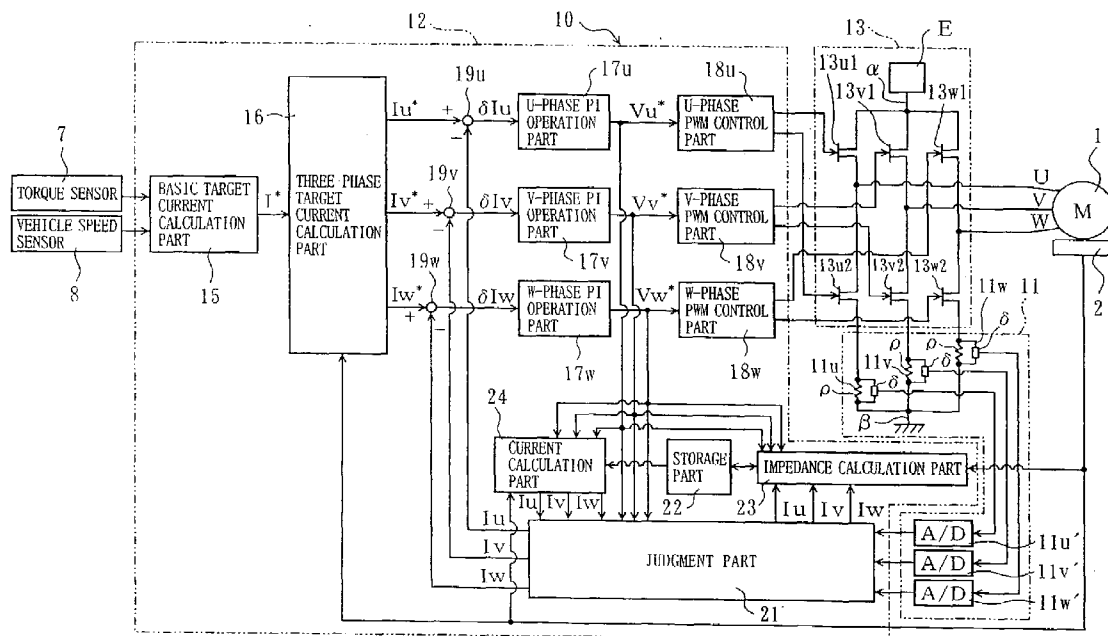 10
12
13
E
α
13u1
13v1
13w1
16
Iu*
+
19u
δIu
17u
U-PHASE PI
OPERATION
PART
Vu*
18u
U-PHASE
PWM CONTROL
PART
1
M
U
V
W
2
7
TORQUE SENSOR
VEHICLE SPEED
SENSOR
8
BASIC TARGET
CURRENT
CALCULATION
PART
15
I*
THREE PHASE
TARGET
CURRENT
CALCULATION
PART
−
19v
Iv*
+
δIv
V-PHASE PI
OPERATION
PART
17v
Vv*
V-PHASE
PWM CONTROL
PART
18v
−
19w
Iw*
+
δIw
W-PHASE PI
OPERATION
PART
17w
Vw*
W-PHASE
PWM CONTROL
PART
18w
−
13u2
13v2
13w2
11w
11
ρ
δ
11v
ρ
δ
11u
ρ
δ
β
24
CURRENT
CALCULATION
PART
STORAGE
PART
22
IMPEDANCE CALCULATION PART
23
Iu
Iv
Iw
Iu
Iv
Iw
Iu
Iv
Iw
JUDGMENT PART
21
A/D
11u′
A/D
11v′
A/D
11w′